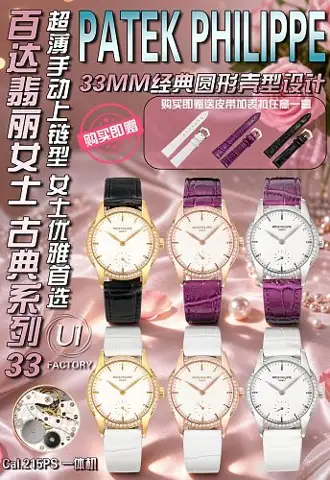 PATEK PHILIPPE
超薄手动上链型 女士优雅首选
百达翡丽女士 古典系列33
33MM经典圆形壳型设计
购买即赠送皮带加表扣任意一套
购买即赠
U1
FACTORY
Cal.215PS 一体机